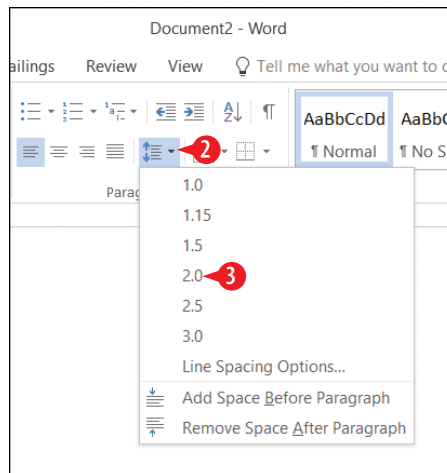 Document2 - Word
ailings Review View Tell me what you want to d
AaBbCcDd AaBbC
¶ Normal ¶ No S
2
Parag
1.0
1.15
1.5
2.0 3
2.5
3.0
Line Spacing Options...
Add Space Before Paragraph
Remove Space After Paragraph